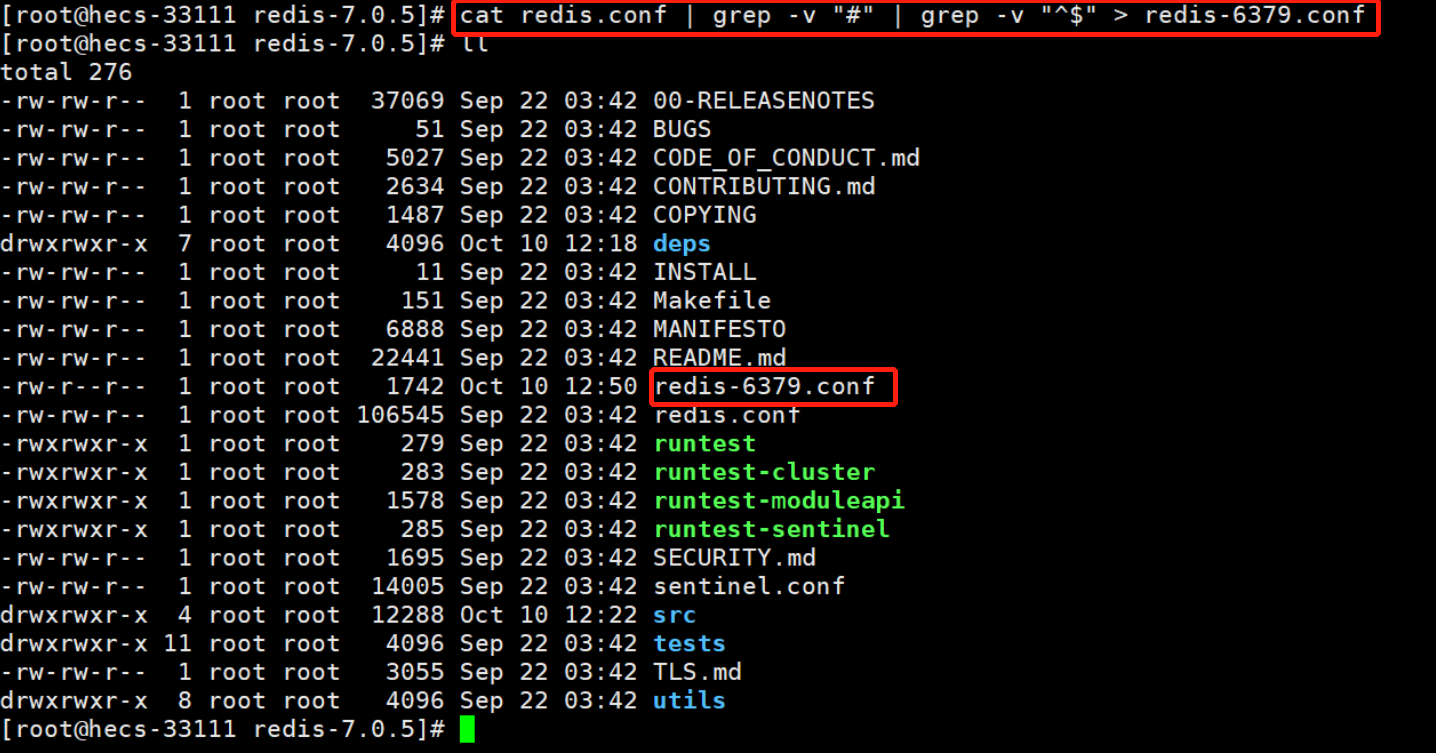 [root@hecs-33111 redis-7.0.5]# cat redis.conf | grep -v "#" | grep -v "^$" > redis-6379.conf
[root@hecs-33111 redis-7.0.5]# ll
total 276
-rw-rw-r--  1 root root  37069 Sep 22 03:42 00-RELEASENOTES
-rw-rw-r--  1 root root     51 Sep 22 03:42 BUGS
-rw-rw-r--  1 root root   5027 Sep 22 03:42 CODE_OF_CONDUCT.md
-rw-rw-r--  1 root root   2634 Sep 22 03:42 CONTRIBUTING.md
-rw-rw-r--  1 root root   1487 Sep 22 03:42 COPYING
drwxrwxr-x  7 root root   4096 Oct 10 12:18 deps
-rw-rw-r--  1 root root     11 Sep 22 03:42 INSTALL
-rw-rw-r--  1 root root    151 Sep 22 03:42 Makefile
-rw-rw-r--  1 root root   6888 Sep 22 03:42 MANIFESTO
-rw-rw-r--  1 root root  22441 Sep 22 03:42 README.md
-rw-r--r--  1 root root   1742 Oct 10 12:50 redis-6379.conf
-rw-rw-r--  1 root root 106545 Sep 22 03:42 redis.conf
-rwxrwxr-x  1 root root    279 Sep 22 03:42 runtest
-rwxrwxr-x  1 root root    283 Sep 22 03:42 runtest-cluster
-rwxrwxr-x  1 root root   1578 Sep 22 03:42 runtest-moduleapi
-rwxrwxr-x  1 root root    285 Sep 22 03:42 runtest-sentinel
-rw-rw-r--  1 root root   1695 Sep 22 03:42 SECURITY.md
-rw-rw-r--  1 root root  14005 Sep 22 03:42 sentinel.conf
drwxrwxr-x  4 root root  12288 Oct 10 12:22 src
drwxrwxr-x 11 root root   4096 Sep 22 03:42 tests
-rw-rw-r--  1 root root   3055 Sep 22 03:42 TLS.md
drwxrwxr-x  8 root root   4096 Sep 22 03:42 utils
[root@hecs-33111 redis-7.0.5]#